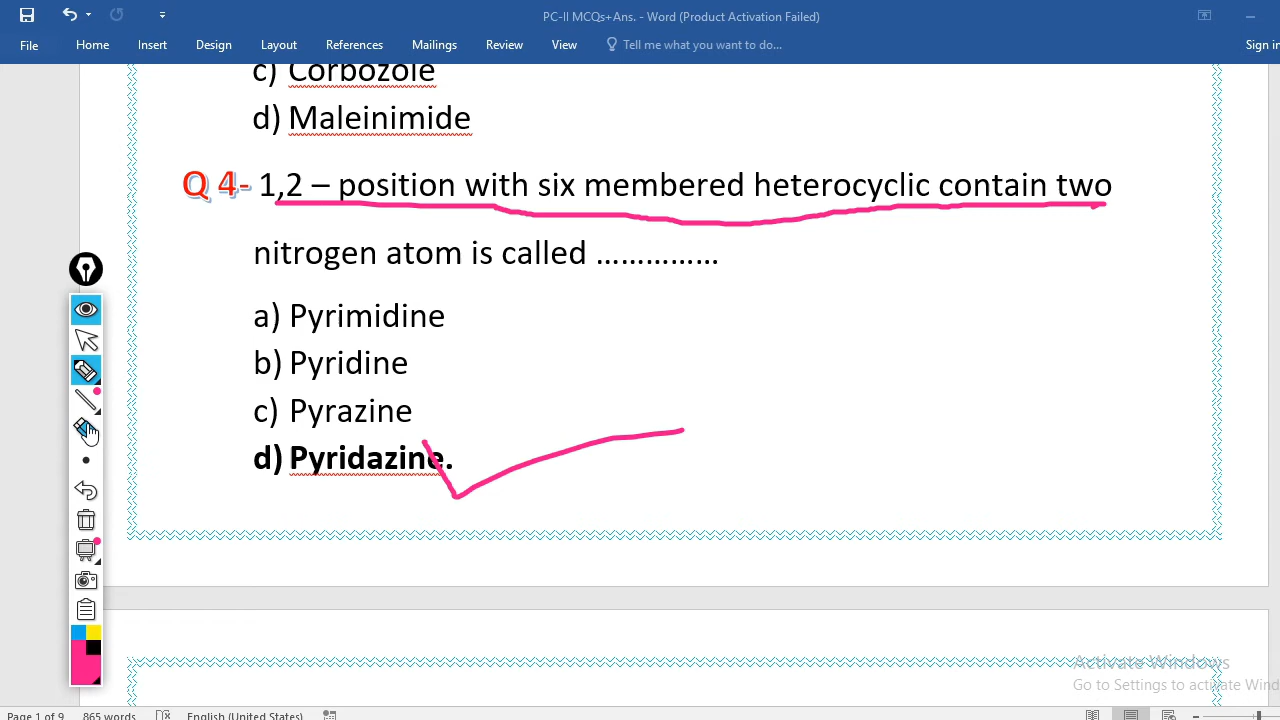 PC-II MCQs+Ans. - Word (Product Activation Failed)
File Home Insert Design Layout References Mailings Review View Tell me what you want to do... Sign in
c) Corbozole
d) Maleinimide
Q 4- 1,2 – position with six membered heterocyclic contain two
nitrogen atom is called ……………
a) Pyrimidine
b) Pyridine
c) Pyrazine
d) Pyridazine.
Activate Windows
Go to Settings to activate Wind
Page 1 of 9 865 words English (United States)